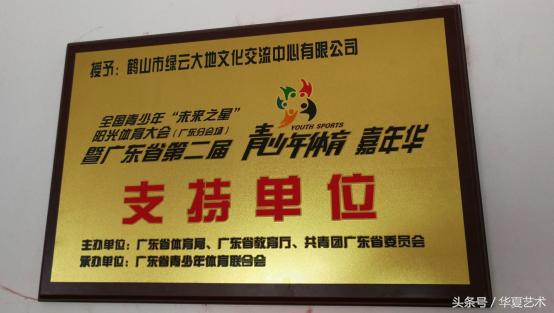 授予：鹤山市绿云大地文化交流中心有限公司
全国青少年“未来之星”
阳光体育大会（广东分会场）
YOUTH SPORTS
暨广东省第二届 青少年体育 嘉年华
支持单位
主办单位：广东省体育局、广东省教育厅、共青团广东省委员会
承办单位：广东省青少年体育联合会
头条号／华夏艺术